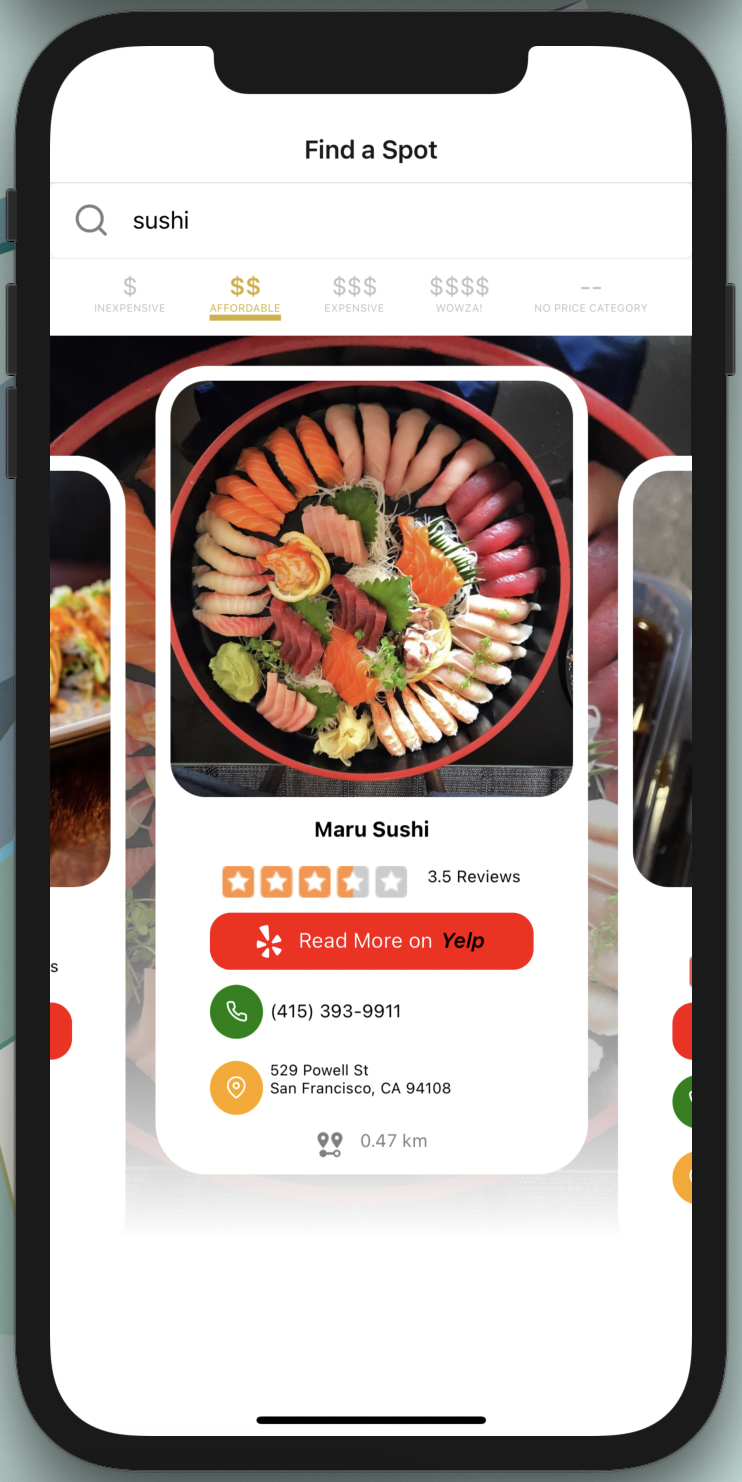 Find a Spot
sushi
$ $$ $$$ $$$$ --
INEXPENSIVE AFFORDABLE EXPENSIVE WOWZA! NO PRICE CATEGORY
Maru Sushi
3.5 Reviews
s
Read More on Yelp
(415) 393-9911
529 Powell St
San Francisco, CA 94108
0.47 km